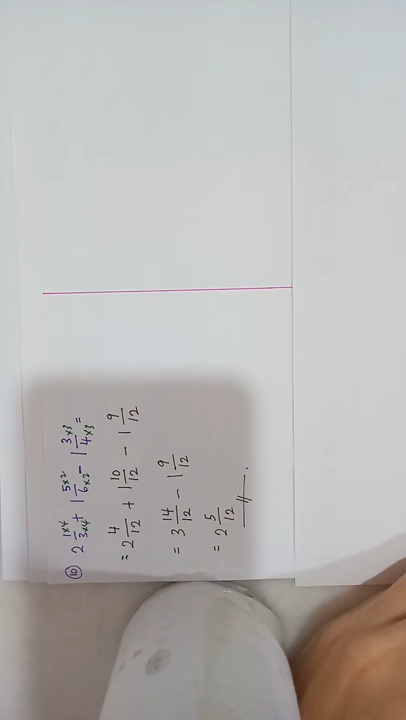 ⑩ 2 1×4/3×4 + 1 5×2/6×2 − 1 3×3/4×3 =
= 2 4/12 + 1 10/12 − 1 9/12
= 3 14/12 − 1 9/12
= 2 5/12